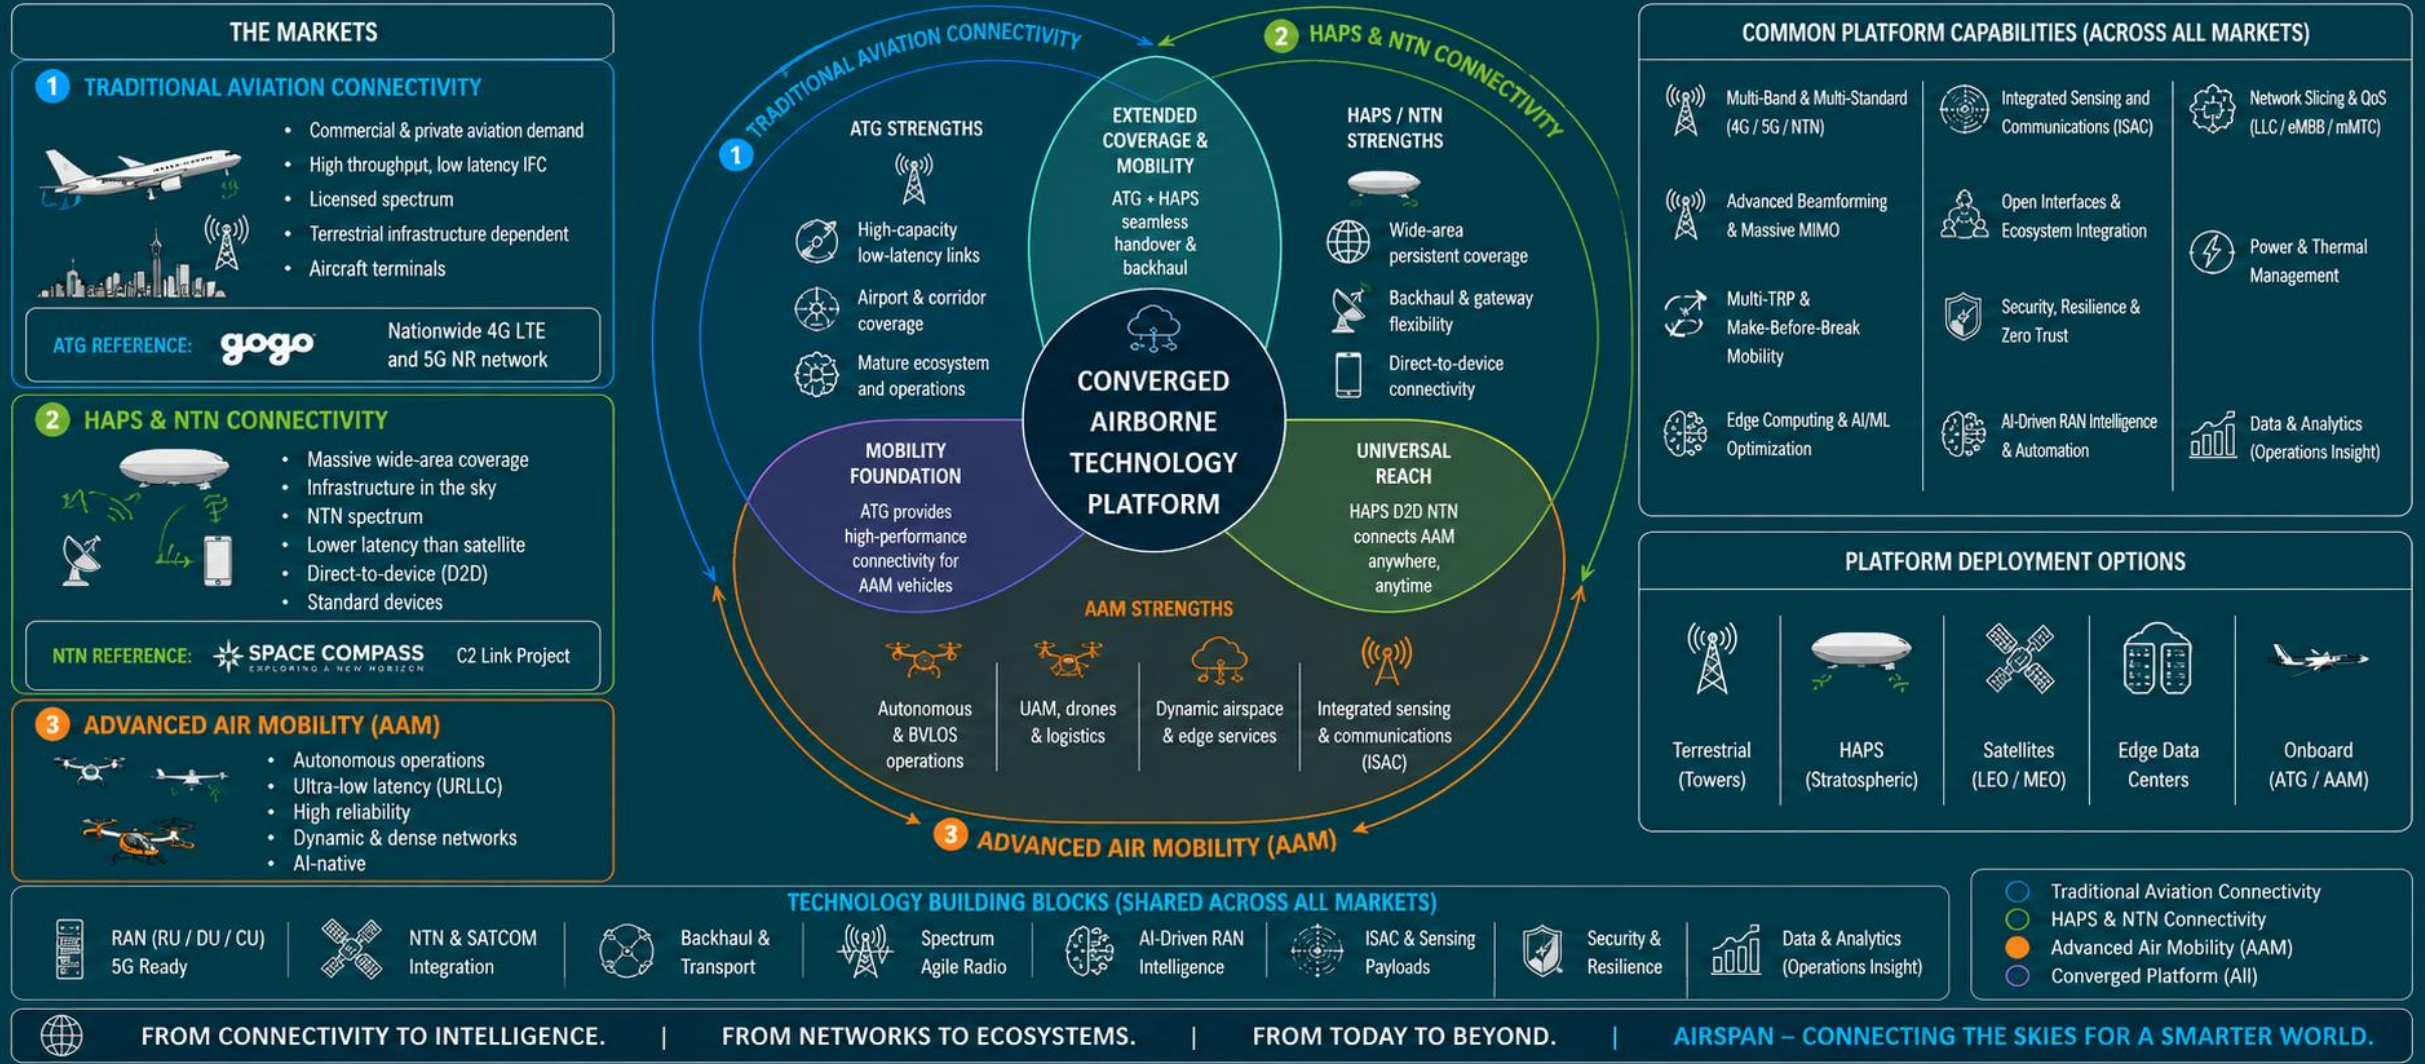 THE MARKETS
1 TRADITIONAL AVIATION CONNECTIVITY
• Commercial & private aviation demand
• High throughput, low latency IFC
• Licensed spectrum
• Terrestrial infrastructure dependent
• Aircraft terminals
ATG REFERENCE:
gogo
Nationwide 4G LTE
and 5G NR network
2 HAPS & NTN CONNECTIVITY
• Massive wide-area coverage
• Infrastructure in the sky
• NTN spectrum
• Lower latency than satellite
• Direct-to-device (D2D)
• Standard devices
NTN REFERENCE:
SPACE COMPASS
EXPLORING A NEW HORIZON
C2 Link Project
3 ADVANCED AIR MOBILITY (AAM)
• Autonomous operations
• Ultra-low latency (URLLC)
• High reliability
• Dynamic & dense networks
• AI-native
1 TRADITIONAL AVIATION CONNECTIVITY
2 HAPS & NTN CONNECTIVITY
ATG STRENGTHS
High-capacity
low-latency links
Airport & corridor
coverage
Mature ecosystem
and operations
EXTENDED
COVERAGE &
MOBILITY
ATG + HAPS
seamless
handover &
backhaul
HAPS / NTN
STRENGTHS
Wide-area
persistent coverage
Backhaul & gateway
flexibility
Direct-to-device
connectivity
CONVERGED
AIRBORNE
TECHNOLOGY
PLATFORM
MOBILITY
FOUNDATION
ATG provides
high-performance
connectivity for
AAM vehicles
UNIVERSAL
REACH
HAPS D2D NTN
connects AAM
anywhere,
anytime
AAM STRENGTHS
Autonomous
& BVLOS
operations
UAM, drones
& logistics
Dynamic airspace
& edge services
Integrated sensing
& communications
(ISAC)
3 ADVANCED AIR MOBILITY (AAM)
COMMON PLATFORM CAPABILITIES (ACROSS ALL MARKETS)
Multi-Band & Multi-Standard
(4G / 5G / NTN)
Advanced Beamforming
& Massive MIMO
Multi-TRP &
Make-Before-Break
Mobility
Edge Computing & AI/ML
Optimization
Integrated Sensing and
Communications (ISAC)
Open Interfaces &
Ecosystem Integration
Security, Resilience &
Zero Trust
AI-Driven RAN Intelligence
& Automation
Network Slicing & QoS
(LLC / eMBB / mMTC)
Power & Thermal
Management
Data & Analytics
(Operations Insight)
PLATFORM DEPLOYMENT OPTIONS
Terrestrial
(Towers)
HAPS
(Stratospheric)
Satellites
(LEO / MEO)
Edge Data
Centers
Onboard
(ATG / AAM)
TECHNOLOGY BUILDING BLOCKS (SHARED ACROSS ALL MARKETS)
RAN (RU / DU / CU)
5G Ready
NTN & SATCOM
Integration
Backhaul &
Transport
Spectrum
Agile Radio
AI-Driven RAN
Intelligence
ISAC & Sensing
Payloads
Security &
Resilience
Data & Analytics
(Operations Insight)
Traditional Aviation Connectivity
HAPS & NTN Connectivity
Advanced Air Mobility (AAM)
Converged Platform (All)
FROM CONNECTIVITY TO INTELLIGENCE. | FROM NETWORKS TO ECOSYSTEMS. | FROM TODAY TO BEYOND. | AIRSPAN – CONNECTING THE SKIES FOR A SMARTER WORLD.